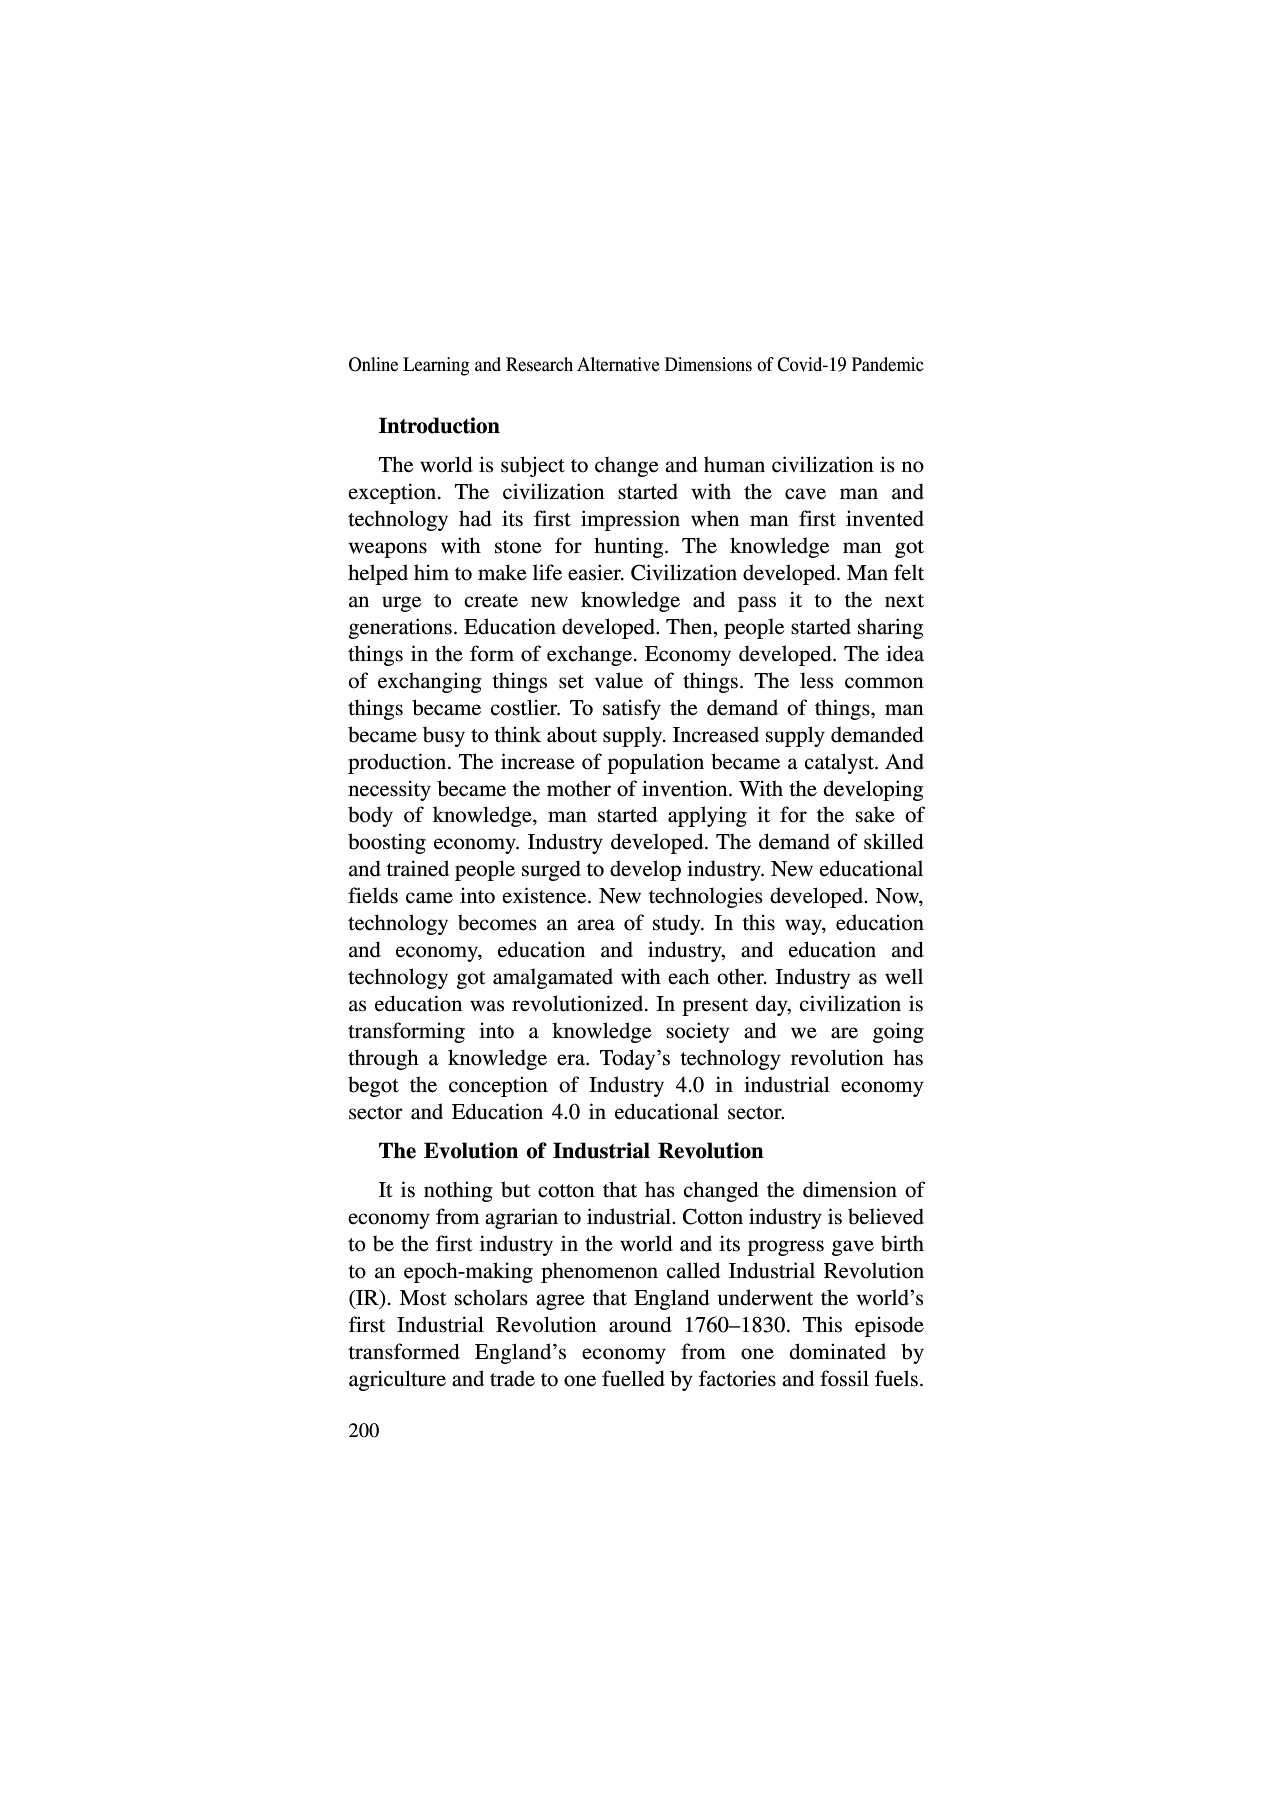 Online Learning and Research Alternative Dimensions of Covid-19 Pandemic
Introduction
The world is subject to change and human civilization is no
exception. The civilization started with the cave man and
technology had its first impression when man first invented
weapons with stone for hunting. The knowledge man got
helped him to make life easier. Civilization developed. Man felt
an urge to create new knowledge and pass it to the next
generations. Education developed. Then, people started sharing
things in the form of exchange. Economy developed. The idea
of exchanging things set value of things. The less common
things became costlier. To satisfy the demand of things, man
became busy to think about supply. Increased supply demanded
production. The increase of population became a catalyst. And
necessity became the mother of invention. With the developing
body of knowledge, man started applying it for the sake of
boosting economy. Industry developed. The demand of skilled
and trained people surged to develop industry. New educational
fields came into existence. New technologies developed. Now,
technology becomes an area of study. In this way, education
and economy, education and industry, and education and
technology got amalgamated with each other. Industry as well
as education was revolutionized. In present day, civilization is
transforming into a knowledge society and we are going
through a knowledge era. Today’s technology revolution has
begot the conception of Industry 4.0 in industrial economy
sector and Education 4.0 in educational sector.
The Evolution of Industrial Revolution
It is nothing but cotton that has changed the dimension of
economy from agrarian to industrial. Cotton industry is believed
to be the first industry in the world and its progress gave birth
to an epoch-making phenomenon called Industrial Revolution
(IR). Most scholars agree that England underwent the world’s
first Industrial Revolution around 1760–1830. This episode
transformed England’s economy from one dominated by
agriculture and trade to one fuelled by factories and fossil fuels.
200